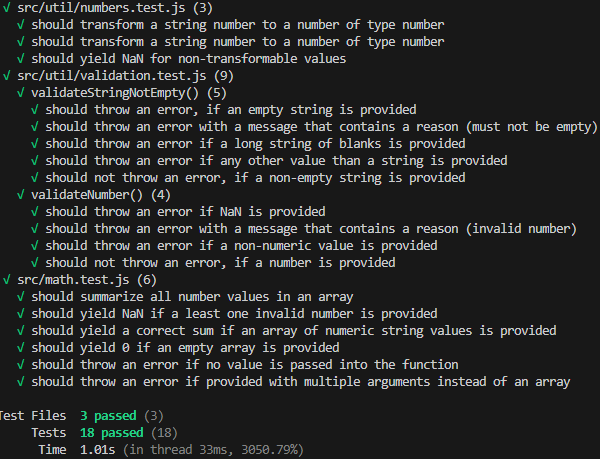 √ src/util/numbers.test.js (3)
√ should transform a string number to a number of type number
√ should transform a string number to a number of type number
√ should yield NaN for non-transformable values
√ src/util/validation.test.js (9)
√ validateStringNotEmpty() (5)
√ should throw an error, if an empty string is provided
√ should throw an error with a message that contains a reason (must not be empty)
√ should throw an error if a long string of blanks is provided
√ should throw an error if any other value than a string is provided
√ should not throw an error, if a non-empty string is provided
√ validateNumber() (4)
√ should throw an error if NaN is provided
√ should throw an error with a message that contains a reason (invalid number)
√ should throw an error if a non-numeric value is provided
√ should not throw an error, if a number is provided
√ src/math.test.js (6)
√ should summarize all number values in an array
√ should yield NaN if a least one invalid number is provided
√ should yield a correct sum if an array of numeric string values is provided
√ should yield 0 if an empty array is provided
√ should throw an error if no value is passed into the function
√ should throw an error if provided with multiple arguments instead of an array
Test Files 3 passed (3)
Tests 18 passed (18)
Time 1.01s (in thread 33ms, 3050.79%)